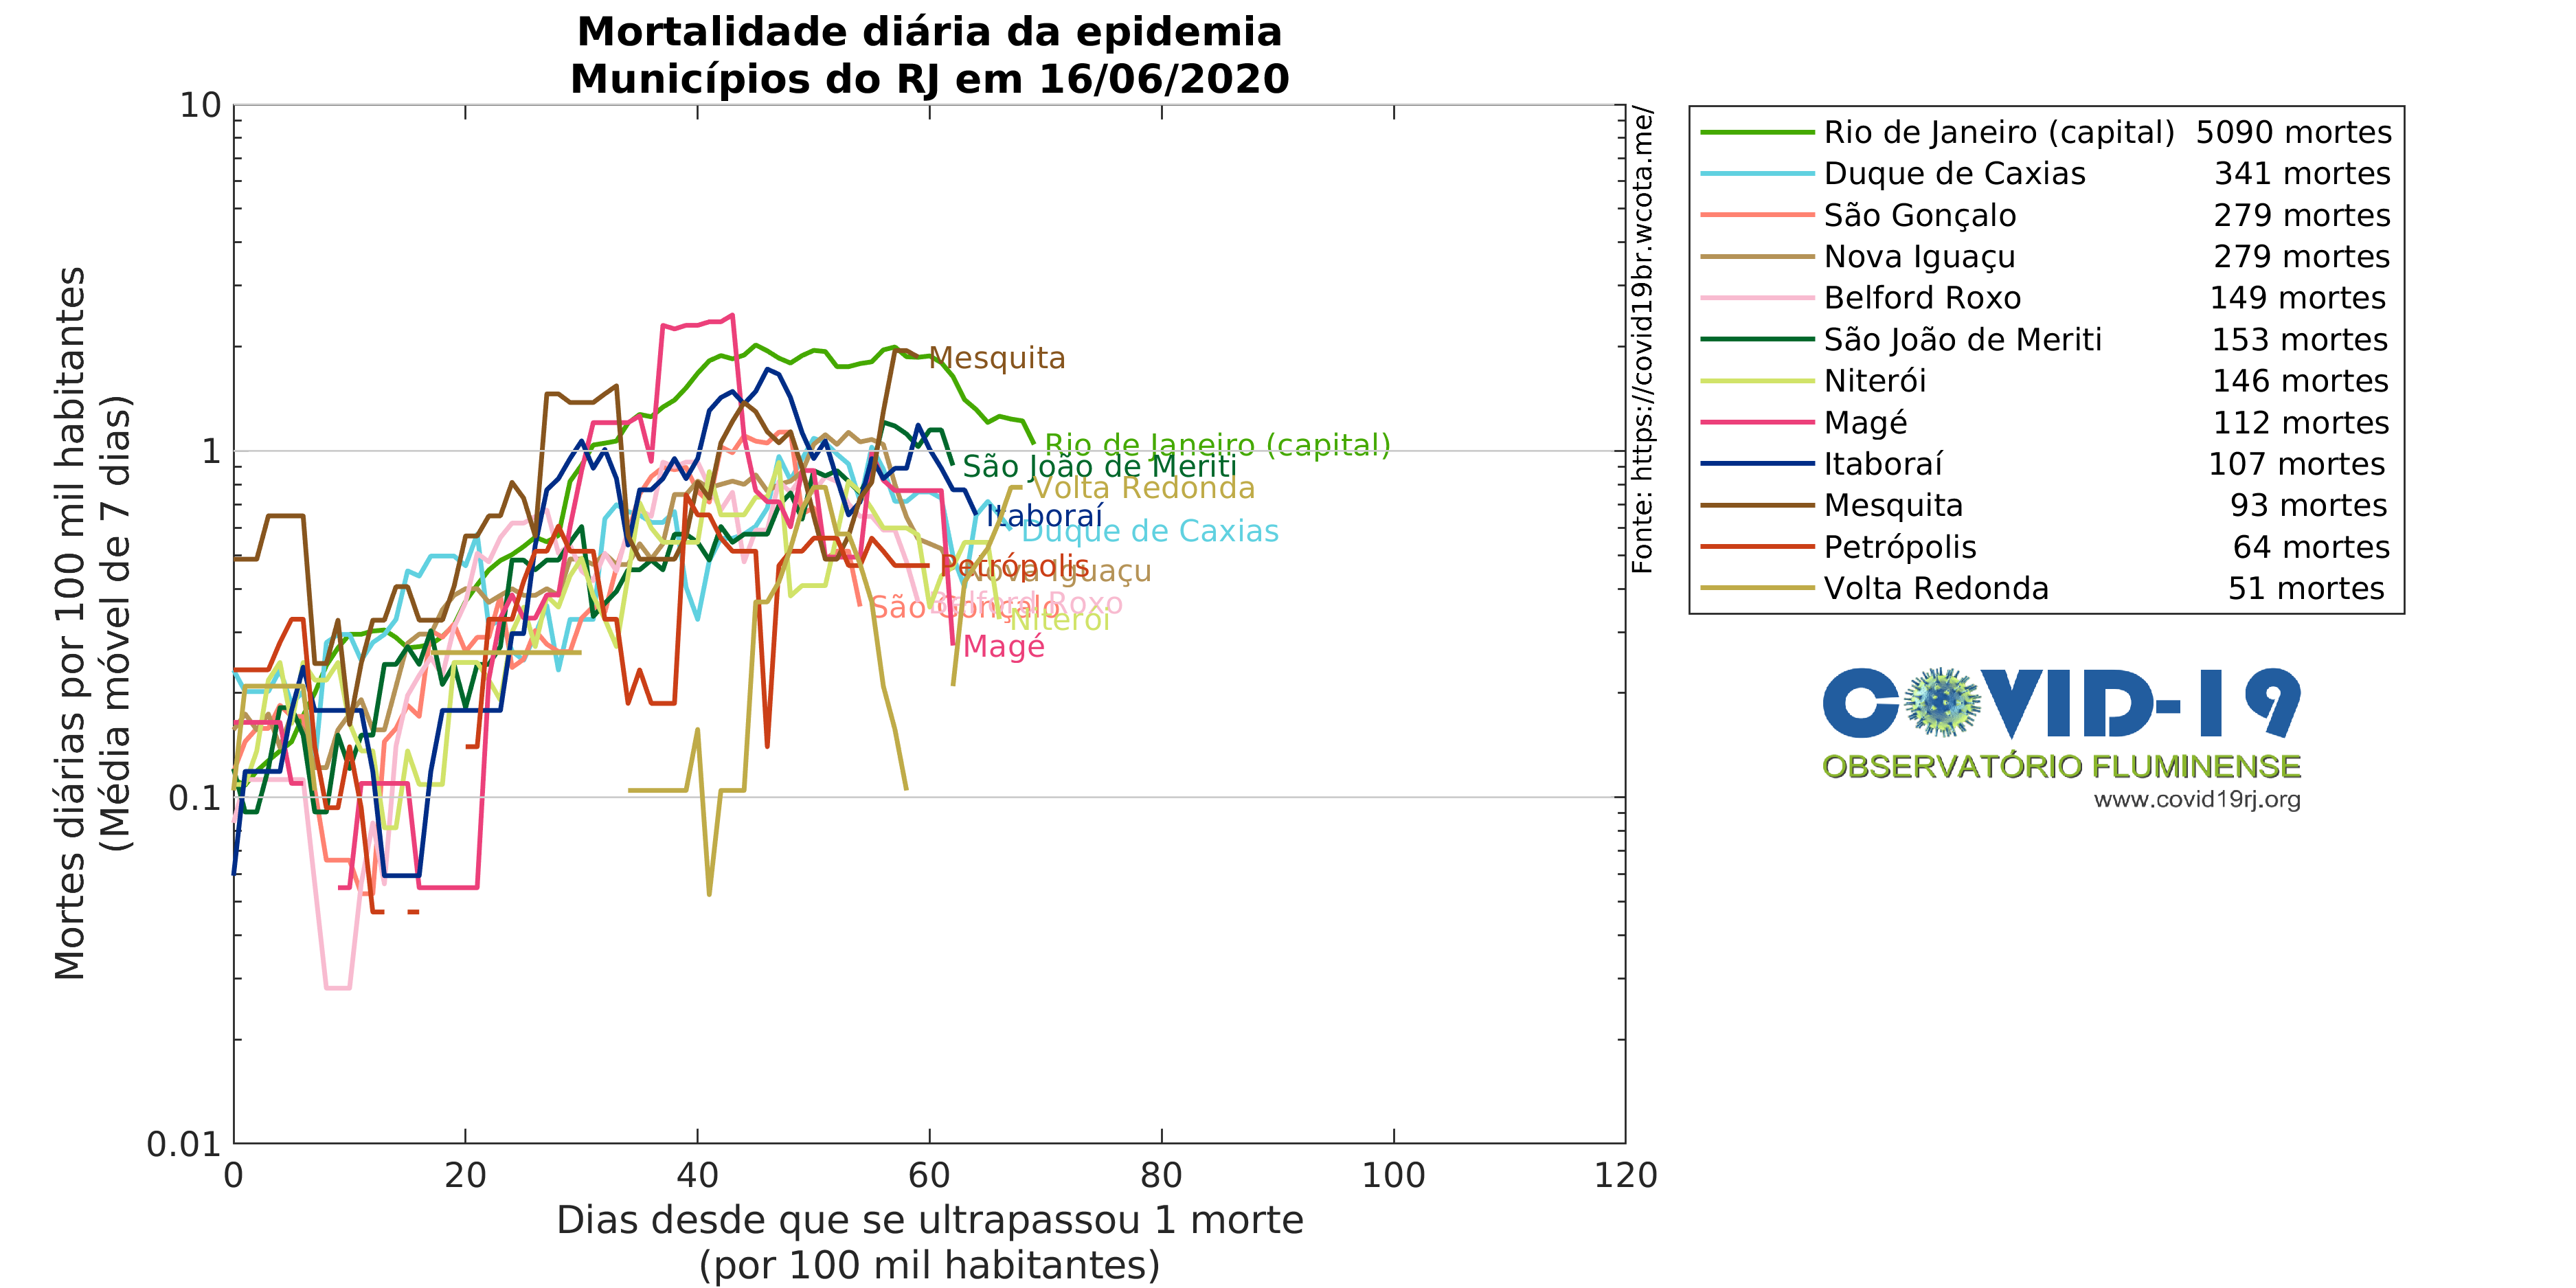 Mortalidade diária da epidemia
Municípios do RJ em 16/06/2020
Mortes diárias por 100 mil habitantes
(Média móvel de 7 dias)
10
1
0.1
0.01
0
20
40
60
80
100
120
Dias desde que se ultrapassou 1 morte
(por 100 mil habitantes)
Mesquita
Rio de Janeiro (capital)
São João de Meriti
Volta Redonda
Itaboraí
Duque de Caxias
Petrópolis
Nova Iguaçu
São Gonçalo
Belford Roxo
Niterói
Magé
Fonte: https://covid19br.wcota.me/
Rio de Janeiro (capital) 5090 mortes
Duque de Caxias 341 mortes
São Gonçalo 279 mortes
Nova Iguaçu 279 mortes
Belford Roxo 149 mortes
São João de Meriti 153 mortes
Niterói 146 mortes
Magé 112 mortes
Itaboraí 107 mortes
Mesquita 93 mortes
Petrópolis 64 mortes
Volta Redonda 51 mortes
COVID-19
OBSERVATÓRIO FLUMINENSE
www.covid19rj.org